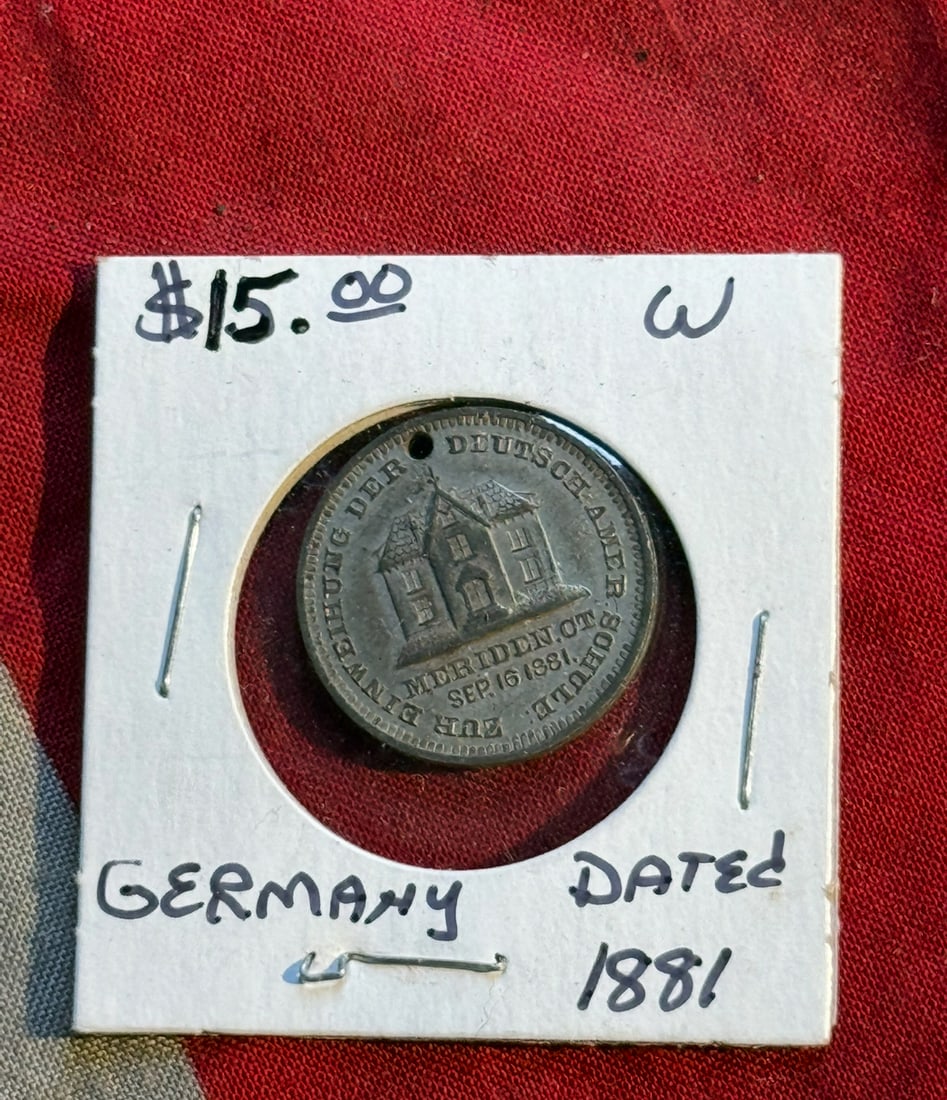 $15.00
W
ZUR EINWEIHUNG DER DEUTSCH-AMER. SCHULE.
MERIDEN.CT.
SEP. 16 1881.
GERMANY
DATEd
1881